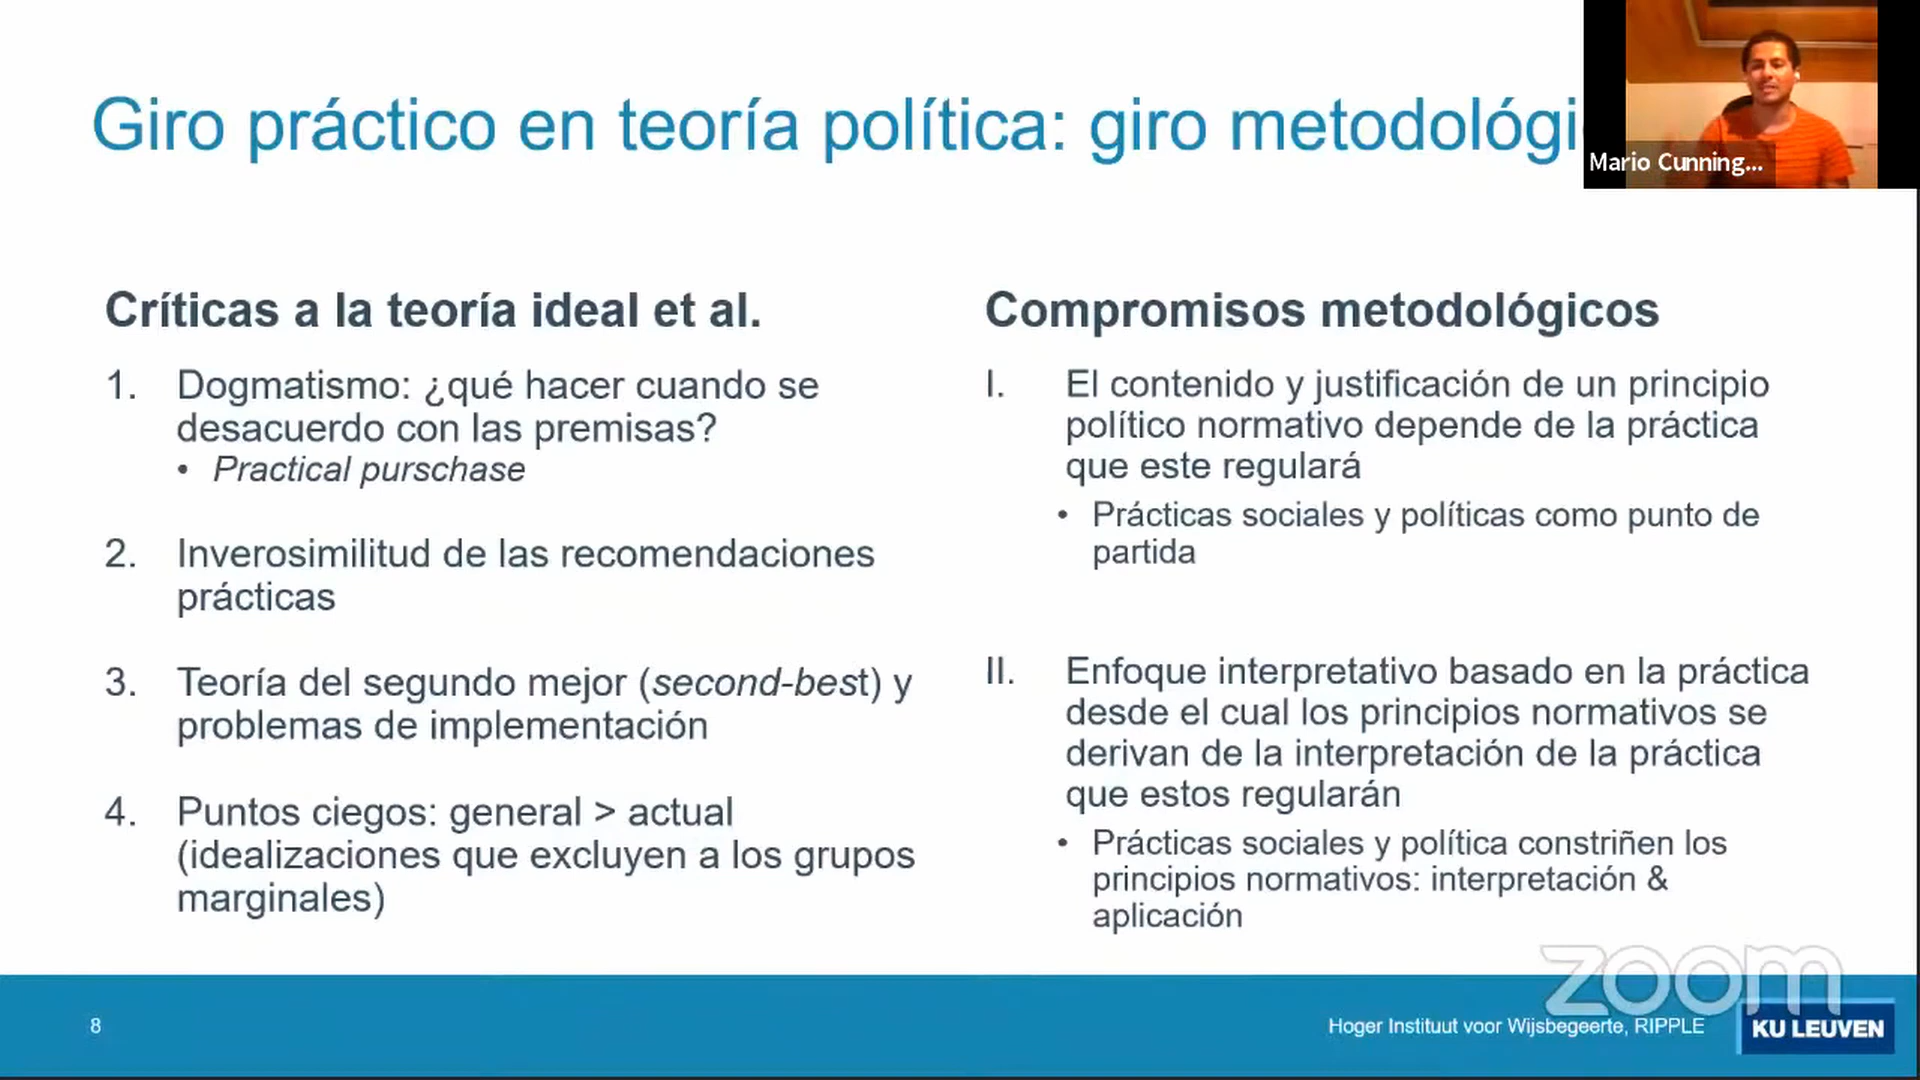 Giro práctico en teoría política: giro metodológi
Mario Cunning...
Críticas a la teoría ideal et al.
1. Dogmatismo: ¿qué hacer cuando se
desacuerdo con las premisas?
• Practical purschase
2. Inverosimilitud de las recomendaciones
prácticas
3. Teoría del segundo mejor (second-best) y
problemas de implementación
4. Puntos ciegos: general > actual
(idealizaciones que excluyen a los grupos
marginales)
Compromisos metodológicos
I. El contenido y justificación de un principio
político normativo depende de la práctica
que este regulará
• Prácticas sociales y políticas como punto de
partida
II. Enfoque interpretativo basado en la práctica
desde el cual los principios normativos se
derivan de la interpretación de la práctica
que estos regularán
• Prácticas sociales y política constriñen los
principios normativos: interpretación &
aplicación
zoom
8
Hoger Instituut voor Wijsbegeerte, RIPPLE
KU LEUVEN